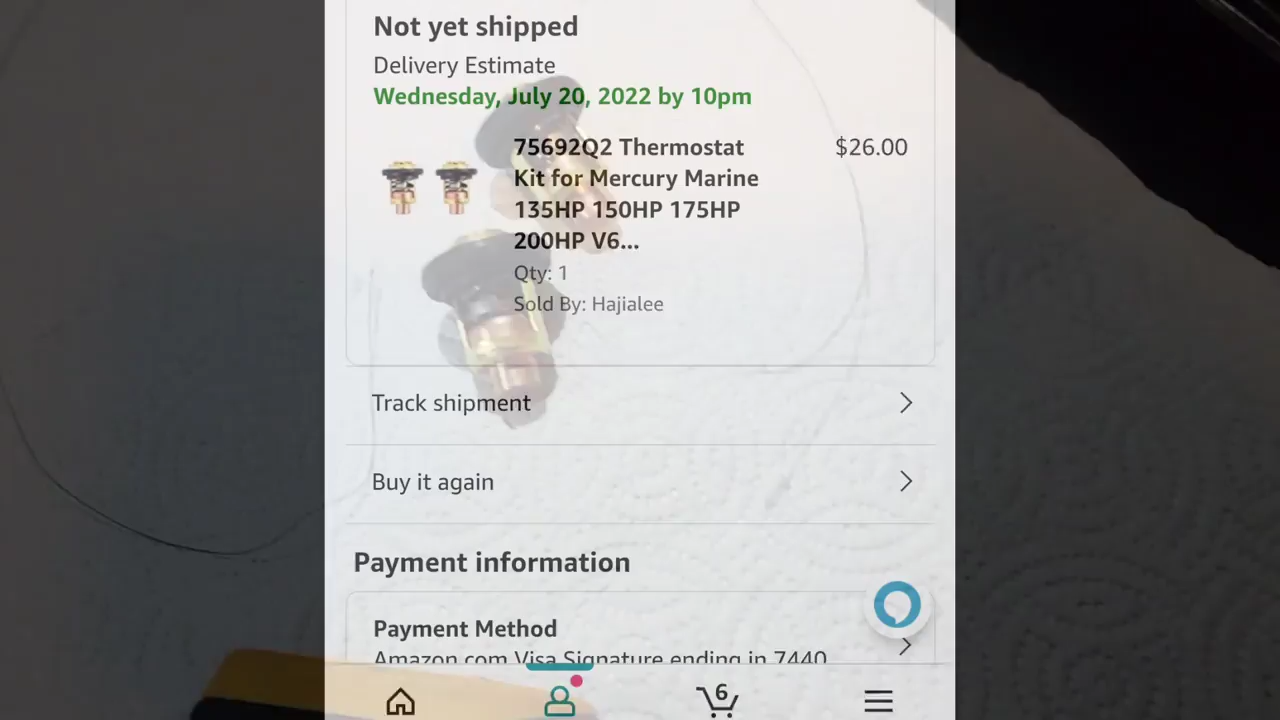 Not yet shipped
Delivery Estimate
Wednesday, July 20, 2022 by 10pm
75692Q2 Thermostat $26.00
Kit for Mercury Marine
135HP 150HP 175HP
200HP V6...
Qty: 1
Sold By: Hajialee
Track shipment
Buy it again
Payment information
Payment Method
Amazon.com Visa Signature ending in 7440
6